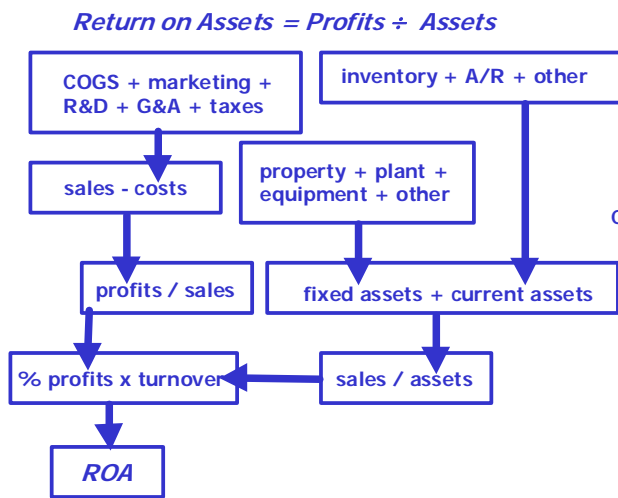 Return on Assets = Profits ÷ Assets
COGS + marketing +
R&D + G&A + taxes
inventory + A/R + other
property + plant +
equipment + other
sales - costs
profits / sales
fixed assets + current assets
% profits x turnover
sales / assets
ROA